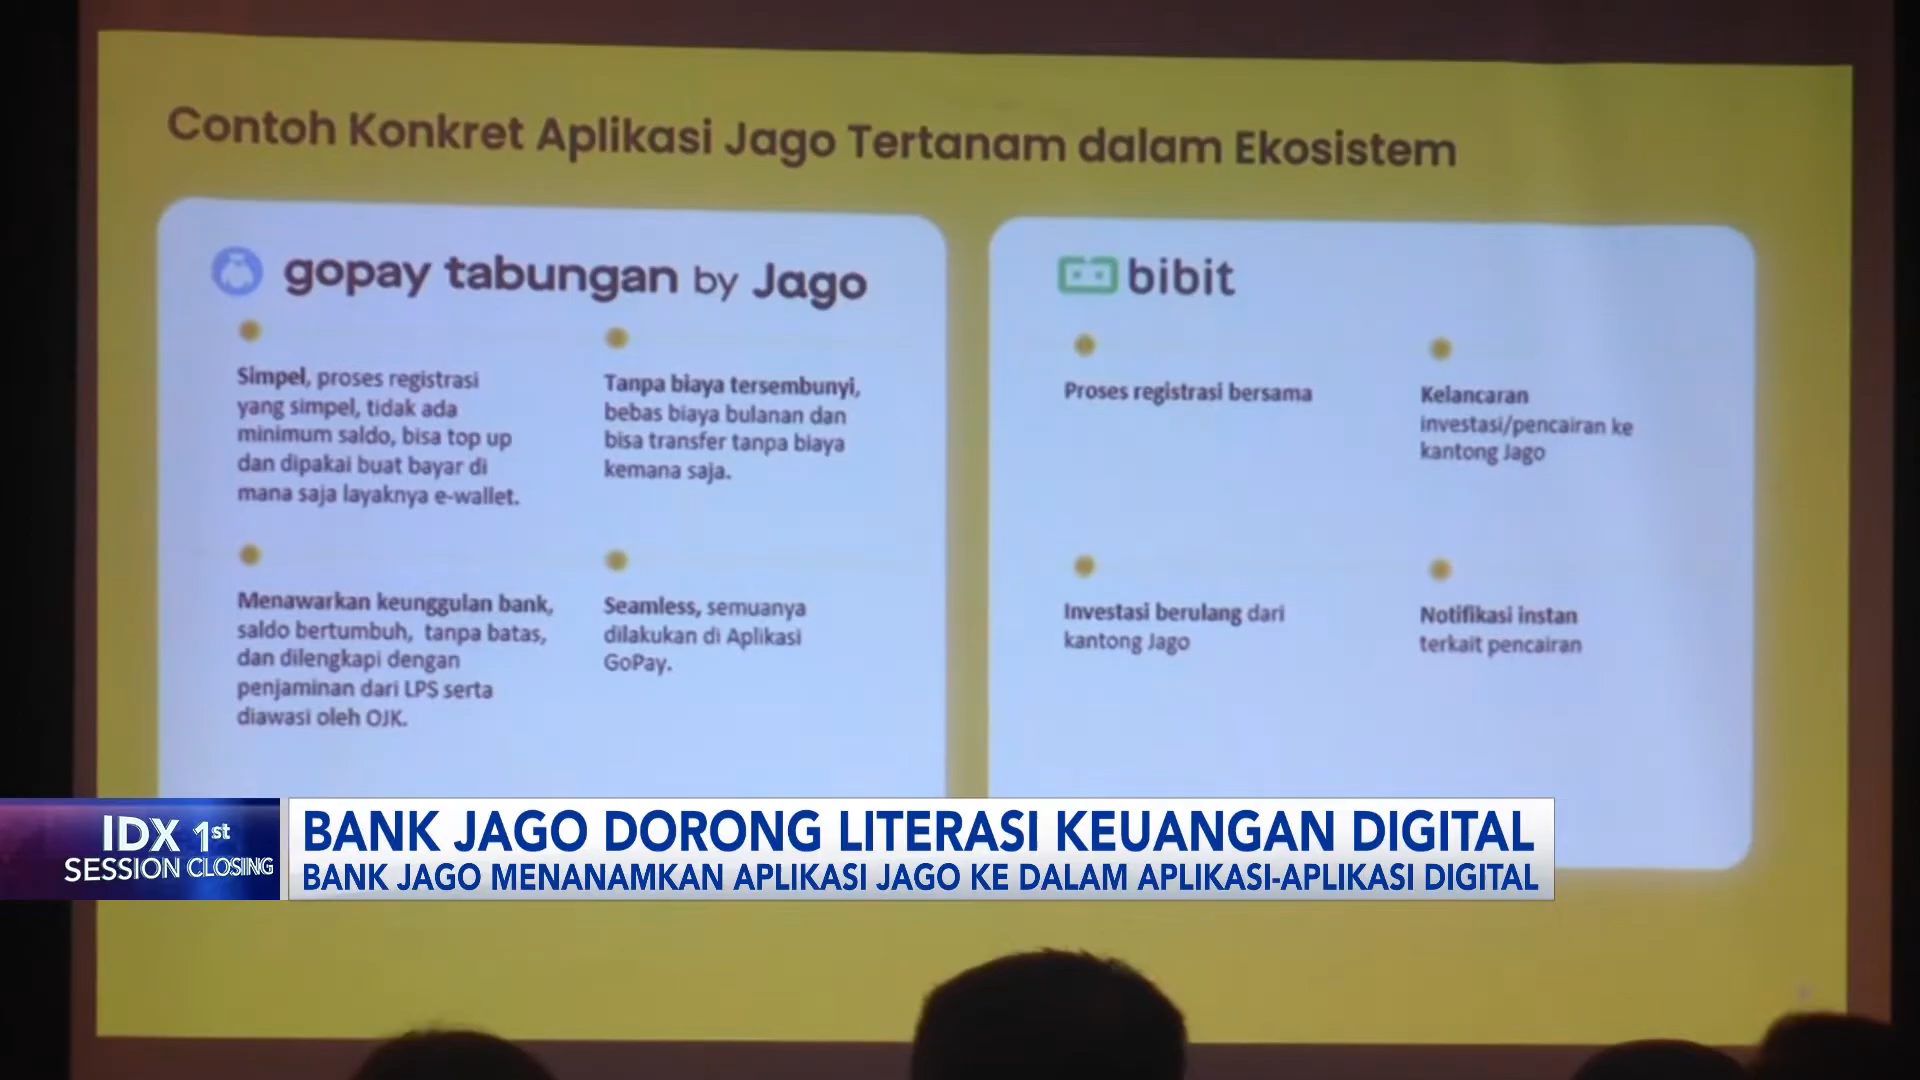 Contoh Konkret Aplikasi Jago Tertanam dalam Ekosistem
gopay tabungan by Jago
Simpel, proses registrasi
yang simpel, tidak ada
minimum saldo, bisa top up
dan dipakai buat bayar di
mana saja layaknya e-wallet.
Tanpa biaya tersembunyi,
bebas biaya bulanan dan
bisa transfer tanpa biaya
kemana saja.
Menawarkan keunggulan bank,
saldo bertumbuh, tanpa batas,
dan dilengkapi dengan
penjaminan dari LPS serta
diawasi oleh OJK.
Seamless, semuanya
dilakukan di Aplikasi
GoPay.
bibit
Proses registrasi bersama
Kelancaran
investasi/pencairan ke
kantong Jago
Investasi berulang dari
kantong Jago
Notifikasi instan
terkait pencairan
IDX 1st
SESSION CLOSING
BANK JAGO DORONG LITERASI KEUANGAN DIGITAL
BANK JAGO MENANAMKAN APLIKASI JAGO KE DALAM APLIKASI-APLIKASI DIGITAL